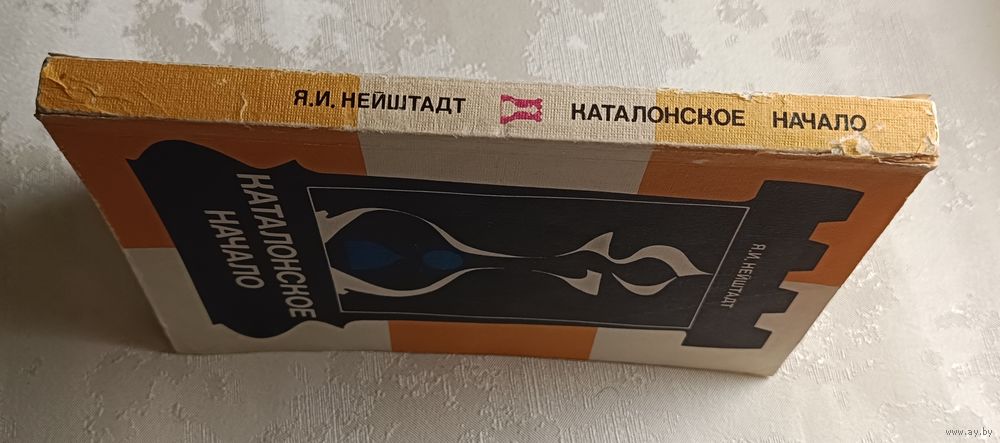 Я.И. НЕЙШТАДТ КАТАЛОНСКОЕ НАЧАЛО
КАТАЛОНСКОЕ
НАЧАЛО
Я.И. НЕЙШТАДТ
www.ay.by